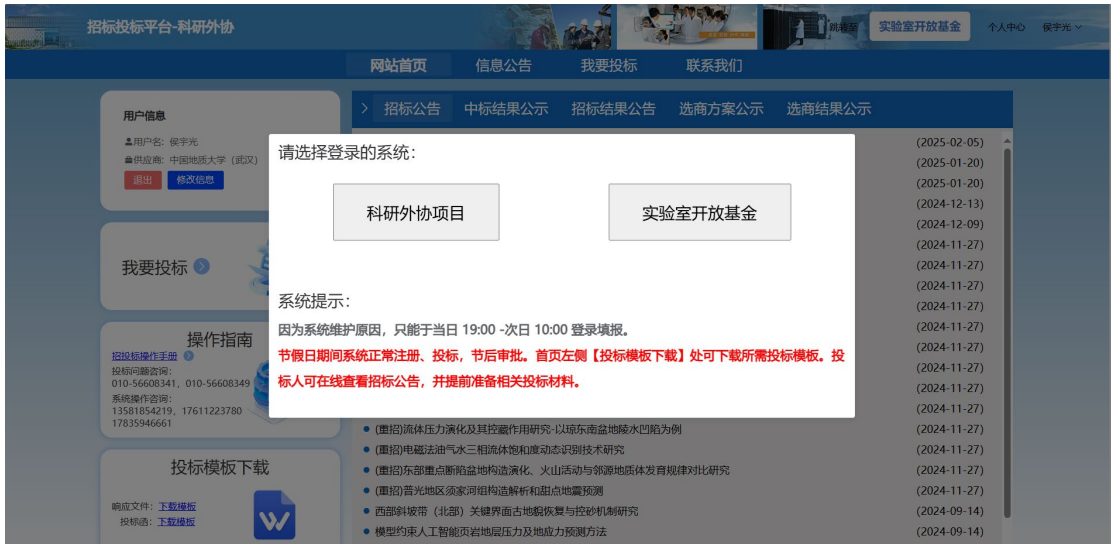 招标投标平台-科研外协
跳转至
实验室开放基金
个人中心
侯宇光
网站首页
信息公告
我要投标
联系我们
用户信息
用户名: 侯宇光
供应商: 中国地质大学 (武汉)
退出
修改信息
我要投标
操作指南
招投标操作手册
投标问题咨询:
010-56608341, 010-56608349
系统操作咨询:
13581854219, 17611223780
17835946661
投标模板下载
响应文件: 下载模板
投标函: 下载模板
招标公告
中标结果公示
招标结果公告
选商方案公示
选商结果公示
请选择登录的系统:
科研外协项目
实验室开放基金
系统提示:
因为系统维护原因，只能于当日 19:00 -次日 10:00 登录填报。
节假日期间系统正常注册、投标，节后审批。首页左侧【投标模板下载】处可下载所需投标模板。投
标人可在线查看招标公告，并提前准备相关投标材料。
(2025-02-05)
(2025-01-20)
(2025-01-20)
(2024-12-13)
(2024-12-09)
(2024-11-27)
(2024-11-27)
(2024-11-27)
(2024-11-27)
(2024-11-27)
(2024-11-27)
(2024-11-27)
(2024-11-27)
(2024-11-27)
(重招)流体压力演化及其控藏作用研究-以琼东南盆地陵水凹陷为例 (2024-11-27)
(重招)电磁法油气水三相流体饱和度动态识别技术研究 (2024-11-27)
(重招)东部重点断陷盆地构造演化、火山活动与邻源地质体发育规律对比研究 (2024-11-27)
(重招)普光地区须家河组构造解析和甜点地震预测 (2024-11-27)
西部斜坡带（北部）关键界面古地貌恢复与控砂机制研究 (2024-09-14)
模型约束人工智能页岩地层压力及地应力预测方法 (2024-09-14)